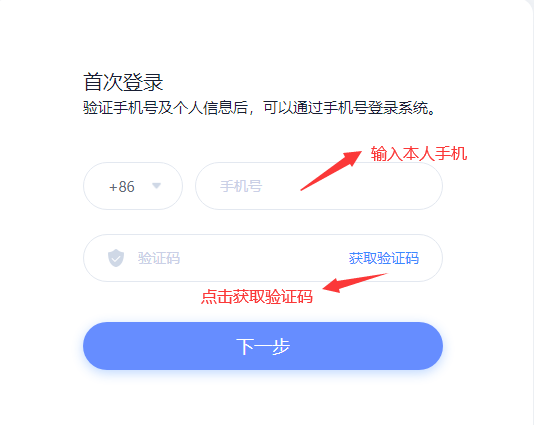 首次登录
验证手机号及个人信息后，可以通过手机号登录系统。
输入本人手机
+86 手机号
验证码 获取验证码
点击获取验证码
下一步